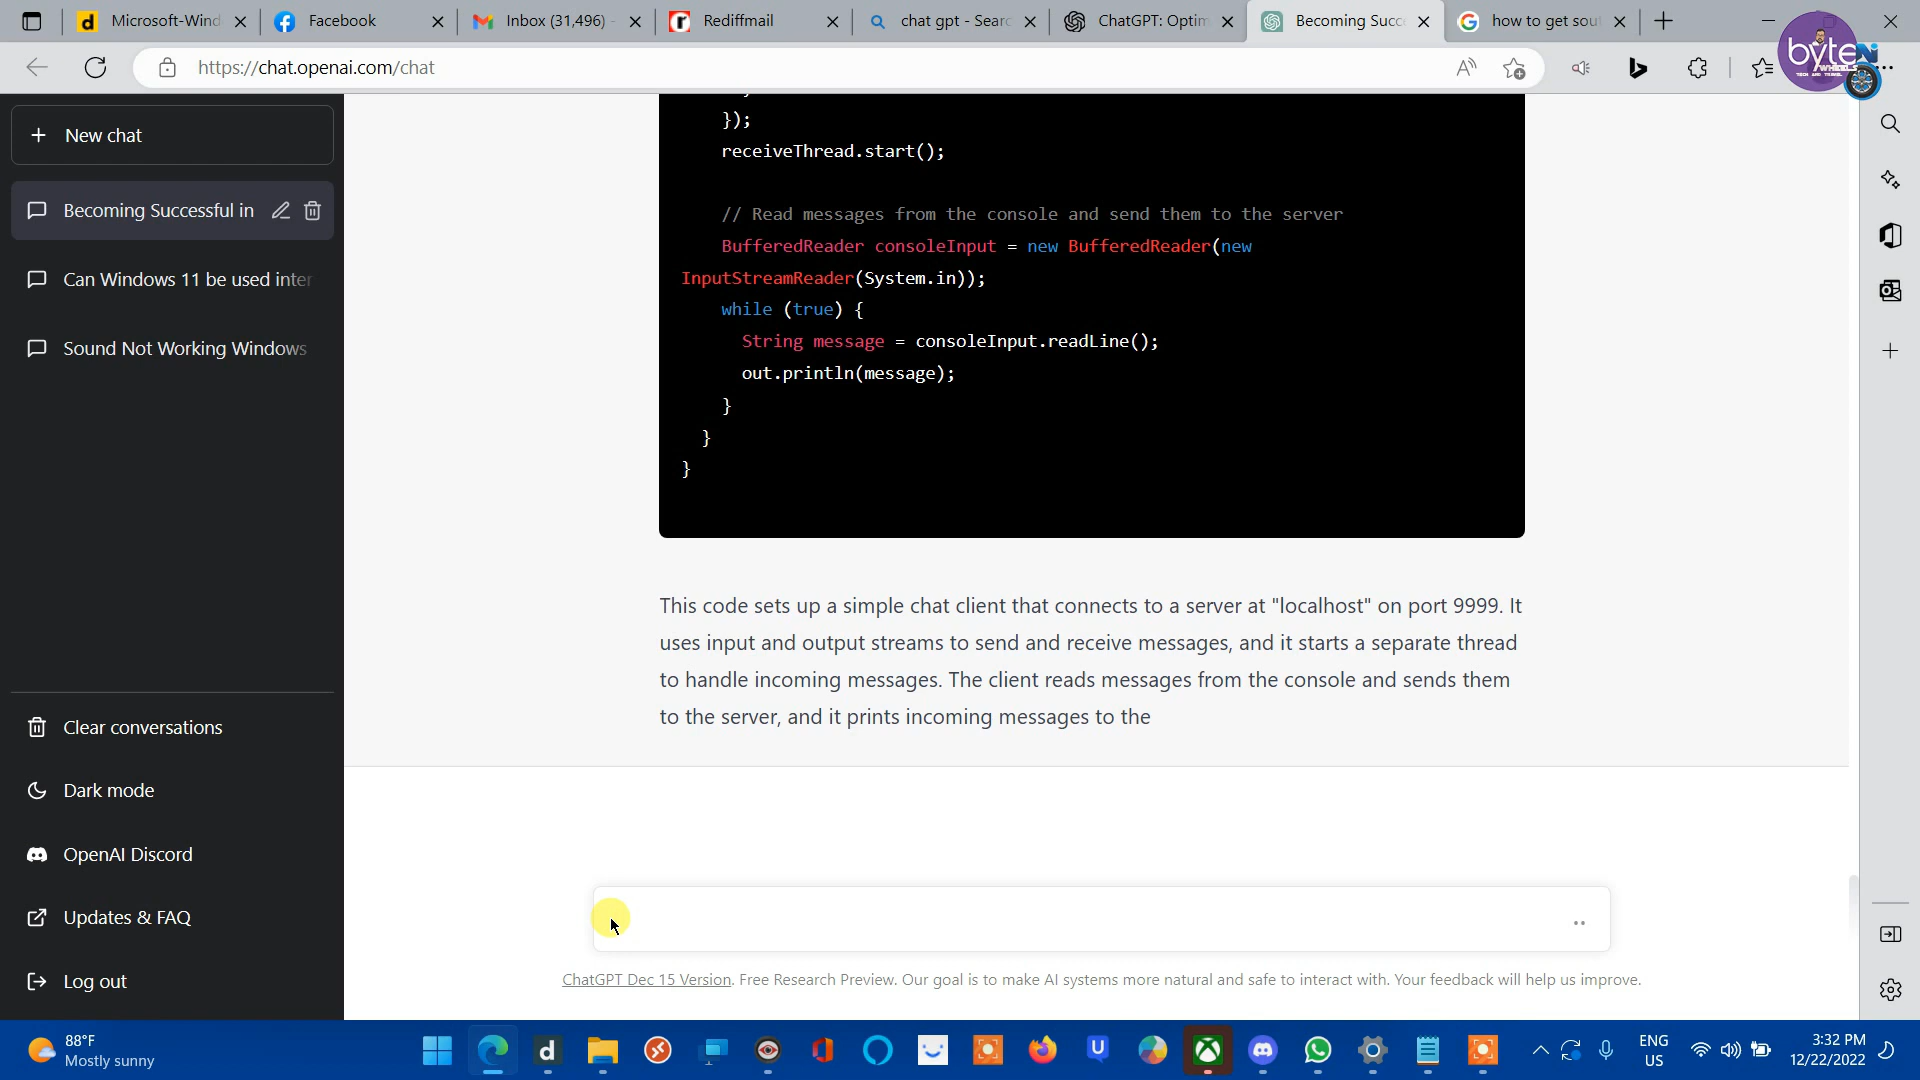 Microsoft-Wind
Facebook
Inbox (31,496) -
Rediffmail
chat gpt - Searc
ChatGPT: Optim
Becoming Succe
how to get sou
https://chat.openai.com/chat
byte
WHEELS
TECH AND TRAVEL
New chat
Becoming Successful in
Can Windows 11 be used inter
Sound Not Working Windows
});
receiveThread.start();
// Read messages from the console and send them to the server
BufferedReader consoleInput = new BufferedReader(new
InputStreamReader(System.in));
while (true) {
String message = consoleInput.readLine();
out.println(message);
}
}
}
This code sets up a simple chat client that connects to a server at "localhost" on port 9999. It
uses input and output streams to send and receive messages, and it starts a separate thread
to handle incoming messages. The client reads messages from the console and sends them
to the server, and it prints incoming messages to the
Clear conversations
Dark mode
OpenAI Discord
Updates & FAQ
Log out
ChatGPT Dec 15 Version. Free Research Preview. Our goal is to make AI systems more natural and safe to interact with. Your feedback will help us improve.
88°F
Mostly sunny
ENG
US
3:32 PM
12/22/2022